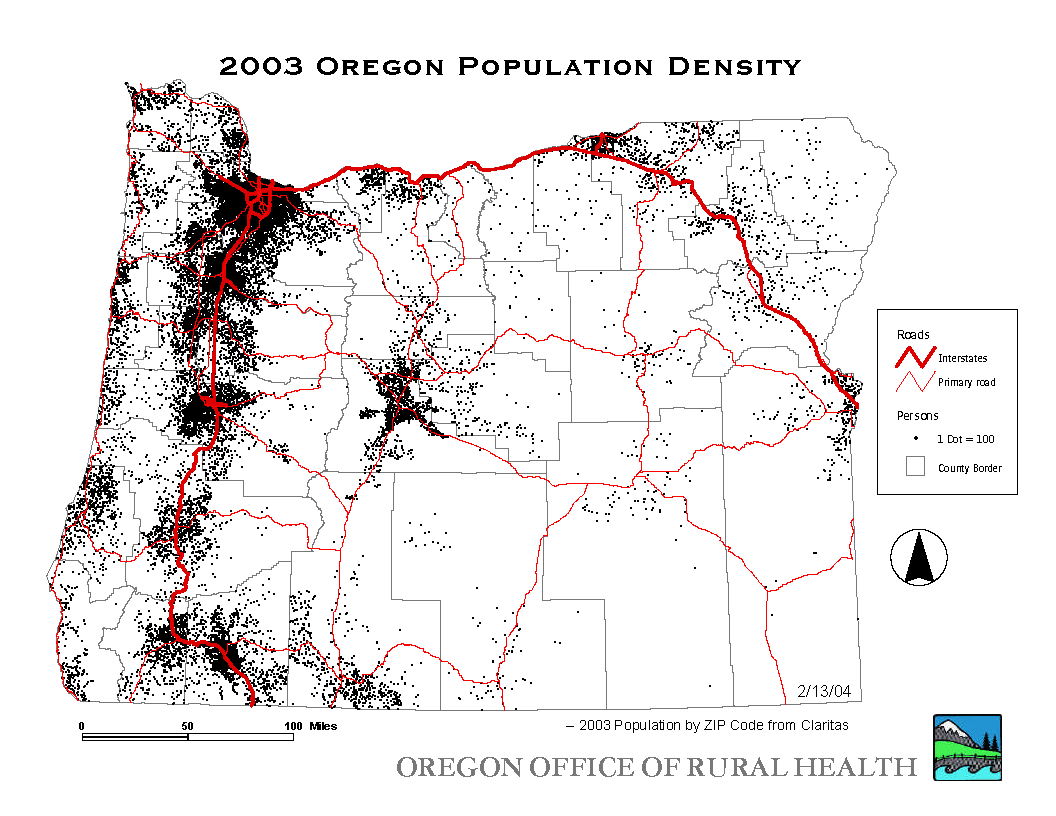 2003 OREGON POPULATION DENSITY
Roads
Interstates
Primary road
Persons
1 Dot = 100
County Border
2/13/04
0 50 100 Miles
– 2003 Population by ZIP Code from Claritas
OREGON OFFICE OF RURAL HEALTH